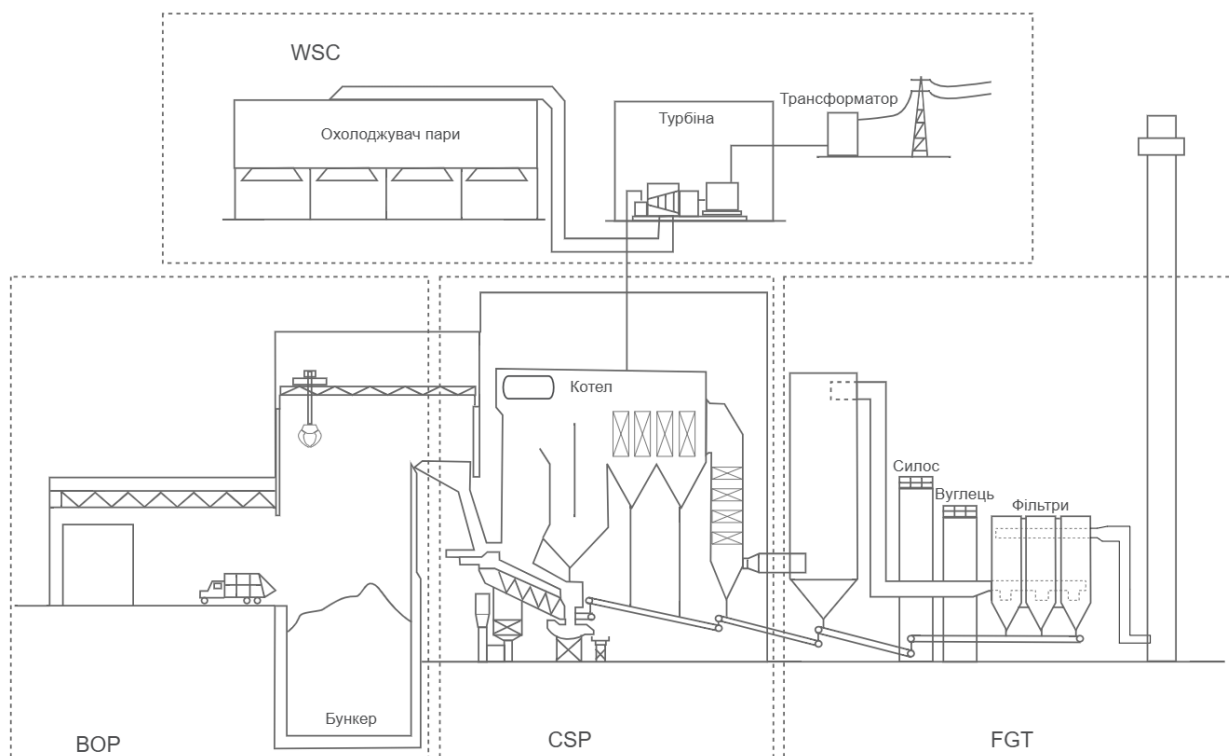 WSC
Трансформатор
Турбіна
Охолоджувач пари
Котел
Силос
Вуглець
Фільтри
Бункер
BOP
CSP
FGT